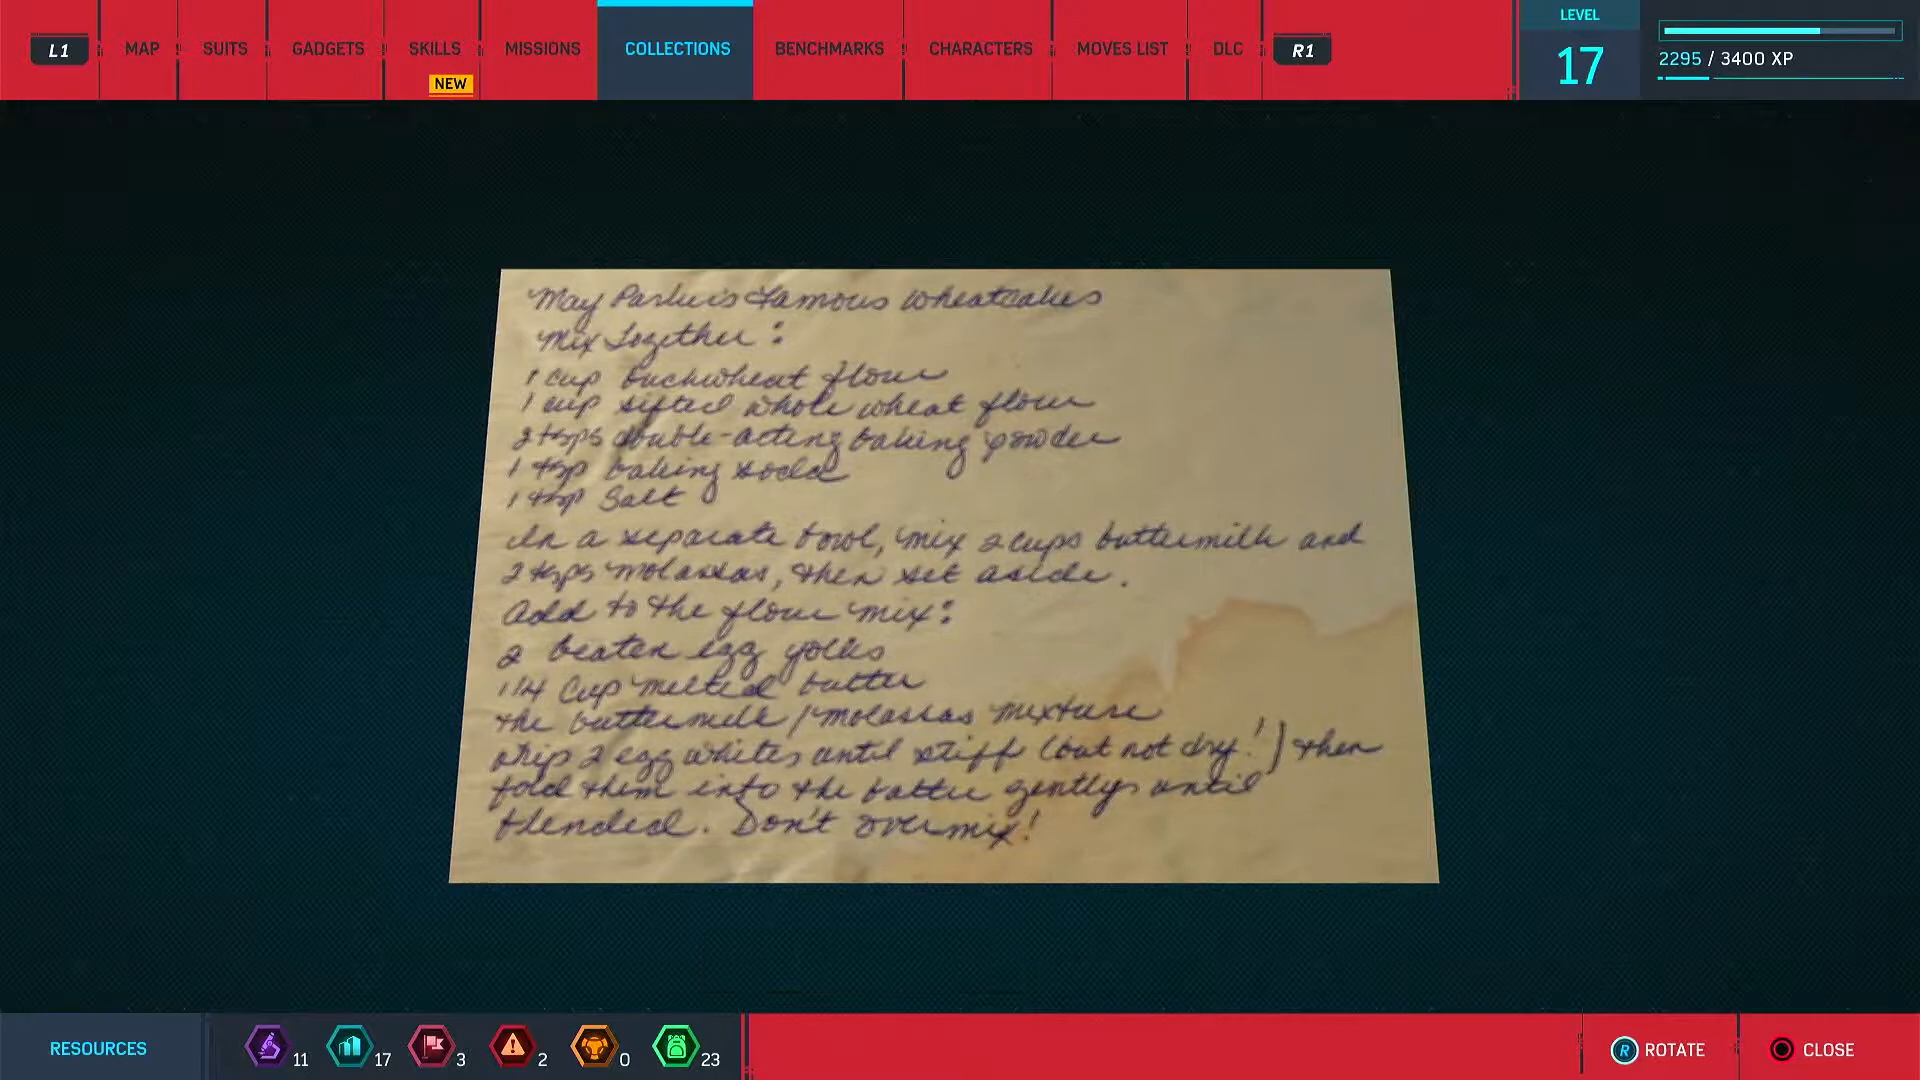 L1 MAP SUITS GADGETS SKILLS MISSIONS COLLECTIONS BENCHMARKS CHARACTERS MOVES LIST DLC R1
NEW
LEVEL
17
2295 / 3400 XP
May Parker's Famous Wheatcakes
Mix Together:
1 cup buckwheat flour
1 cup sifted whole wheat flour
2 tsps double-acting baking powder
1 tsp baking soda
1 tsp Salt
In a separate bowl, mix 2 cups buttermilk and
2 tsps molassas, then set aside.
Add to the flour mix:
2 beaten egg yolks
1/4 Cup melted butter
the buttermilk/molassas mixture
whip 2 egg whites until stiff (but not dry!) then
fold them into the batter gently until
blended. Don't overmix!
RESOURCES 11 17 3 2 0 23
R ROTATE CLOSE